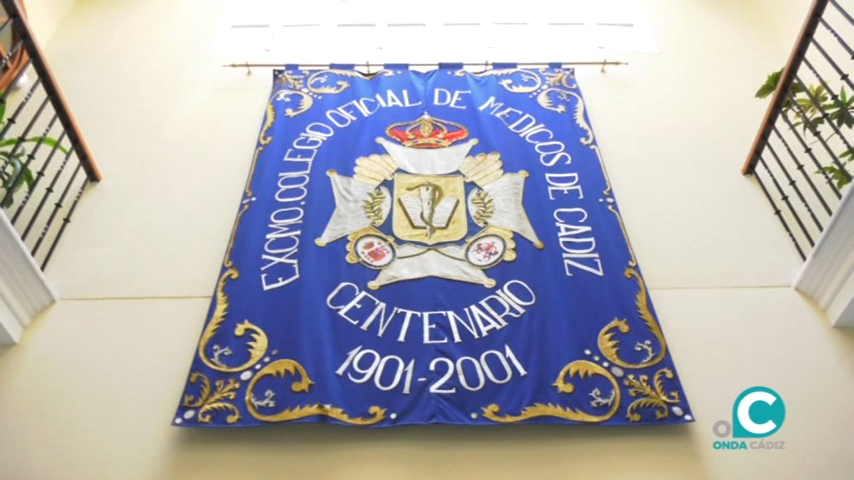 EXCMO. COLEGIO OFICIAL DE MEDICOS DE CADIZ
CENTENARIO
1901-2001
ONDA CÁDIZ